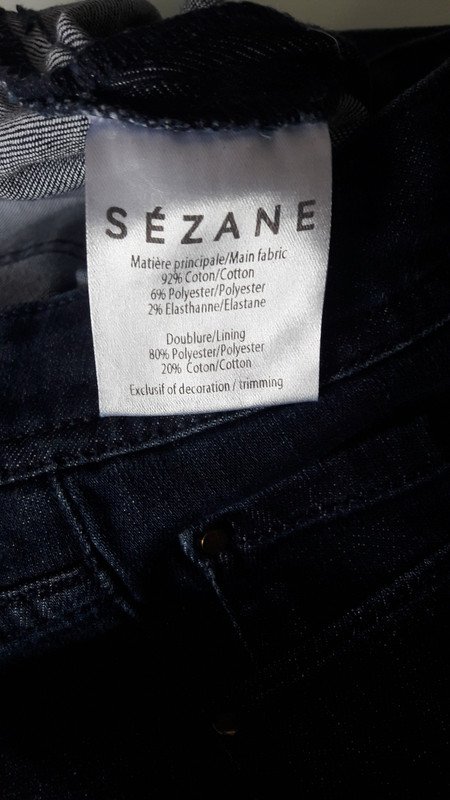 SÉZANE
Matière principale/Main fabric
92% Coton/Cotton
6% Polyester/Polyester
2% Elasthanne/Elastane
Doublure/Lining
80% Polyester/Polyester
20% Coton/Cotton
Exclusif of decoration / trimming